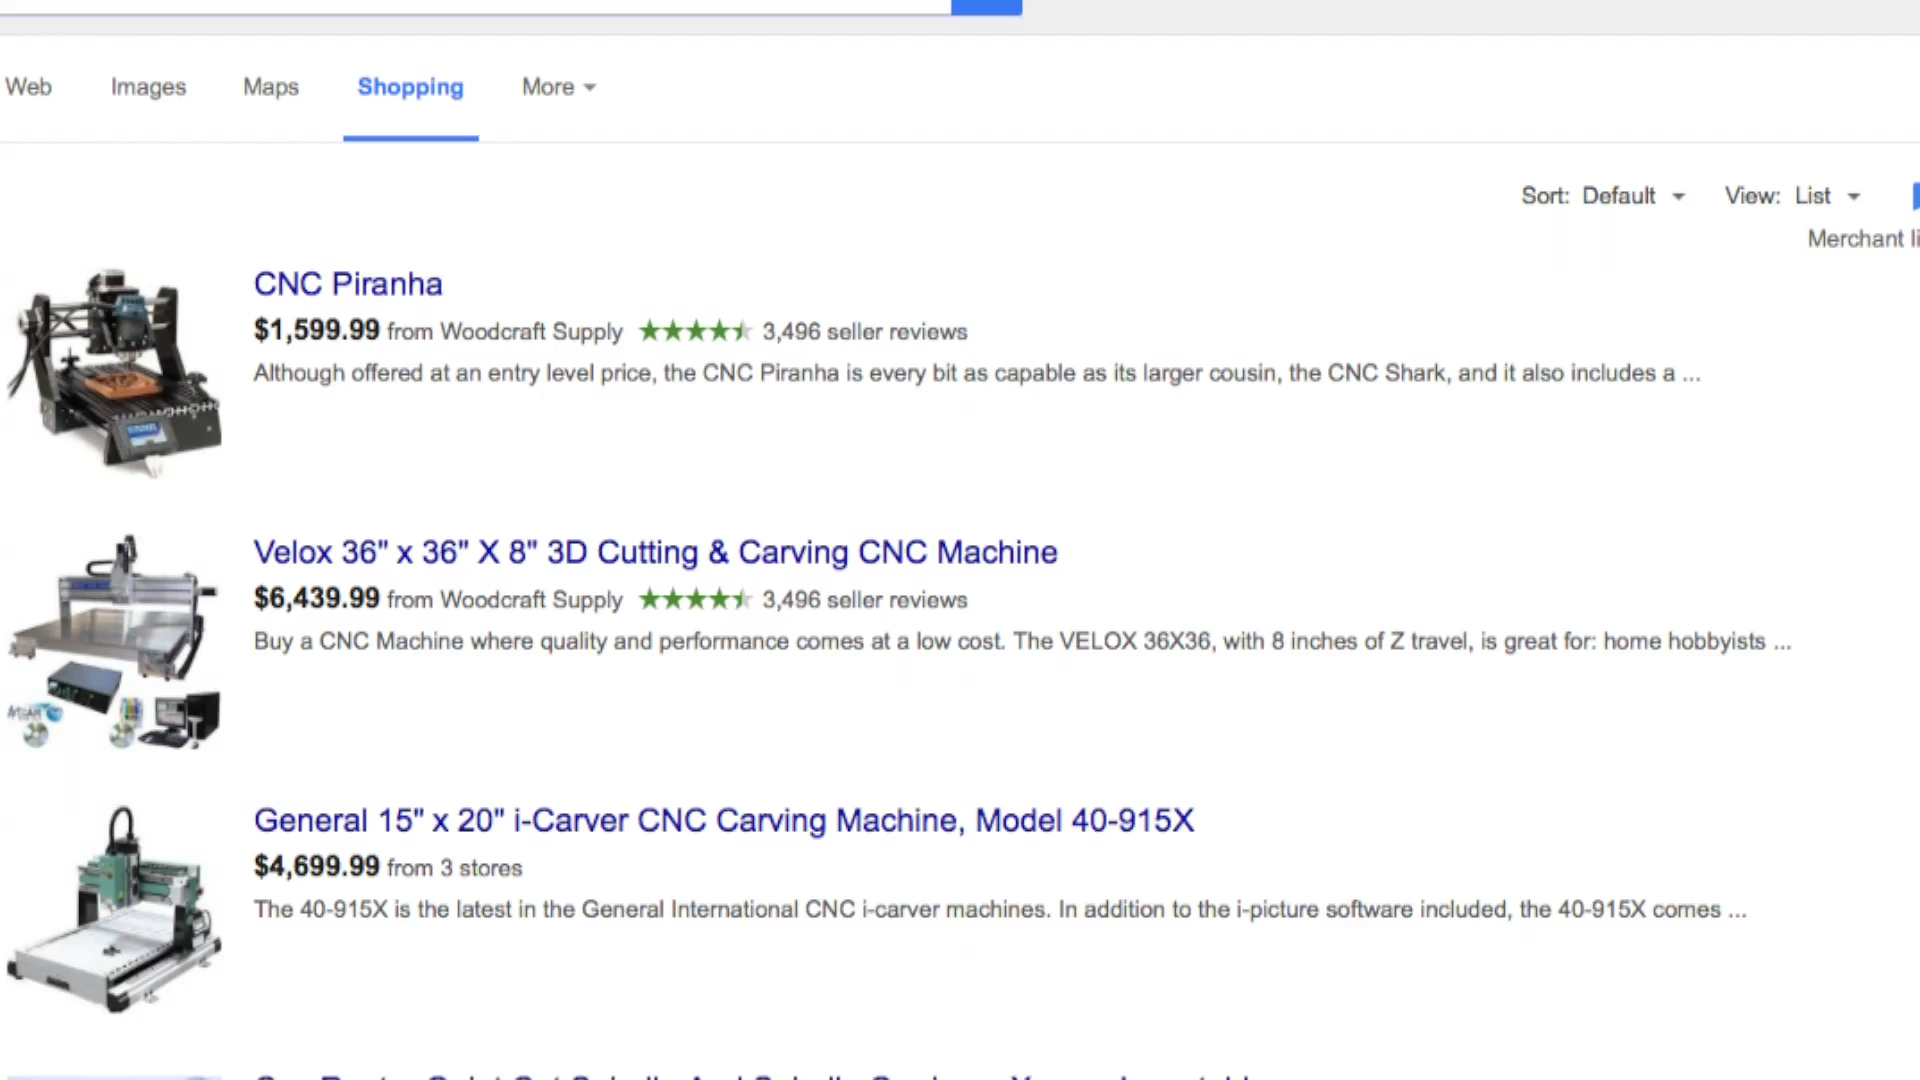 Web Images Maps Shopping More
Sort: Default View: List
Merchant li
CNC Piranha
$1,599.99 from Woodcraft Supply 3,496 seller reviews
Although offered at an entry level price, the CNC Piranha is every bit as capable as its larger cousin, the CNC Shark, and it also includes a ...
Velox 36" x 36" X 8" 3D Cutting & Carving CNC Machine
$6,439.99 from Woodcraft Supply 3,496 seller reviews
Buy a CNC Machine where quality and performance comes at a low cost. The VELOX 36X36, with 8 inches of Z travel, is great for: home hobbyists ...
General 15" x 20" i-Carver CNC Carving Machine, Model 40-915X
$4,699.99 from 3 stores
The 40-915X is the latest in the General International CNC i-carver machines. In addition to the i-picture software included, the 40-915X comes ...